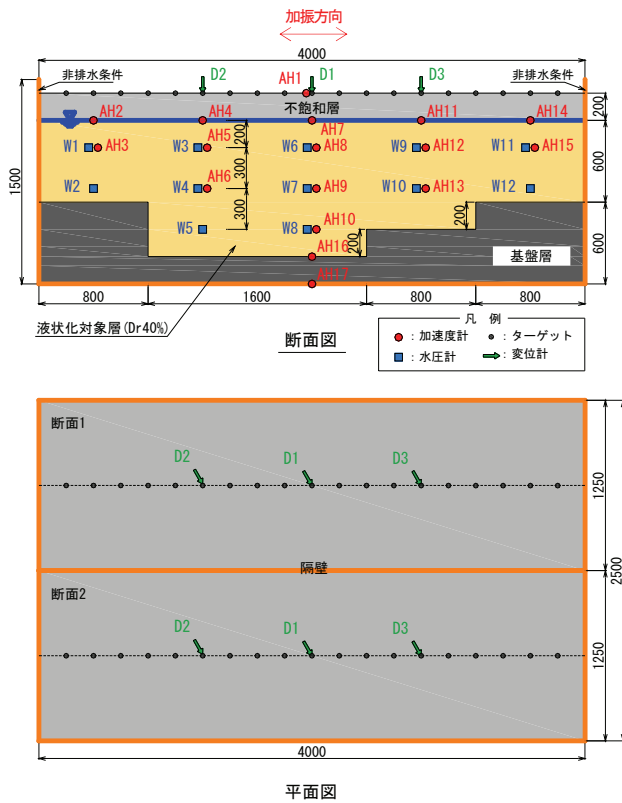 加振方向
4000
非排水条件
D2
AH1
D1
D3
非排水条件
不飽和層
200
AH2
AH4
AH7
AH11
AH14
W1
AH3
W3
AH5
200
W6
AH8
W9
AH12
W11
AH15
1500
300
600
W2
W4
AH6
W7
AH9
W10
AH13
W12
W5
300
W8
AH10
200
200
基盤層
600
AH16
AH17
800
1600
800
800
液状化対象層(Dr40%)
断面図
凡 例
：加速度計
：ターゲット
：水圧計
：変位計
断面1
D2
D1
D3
1250
隔壁
2500
断面2
D2
D1
D3
1250
4000
平面図